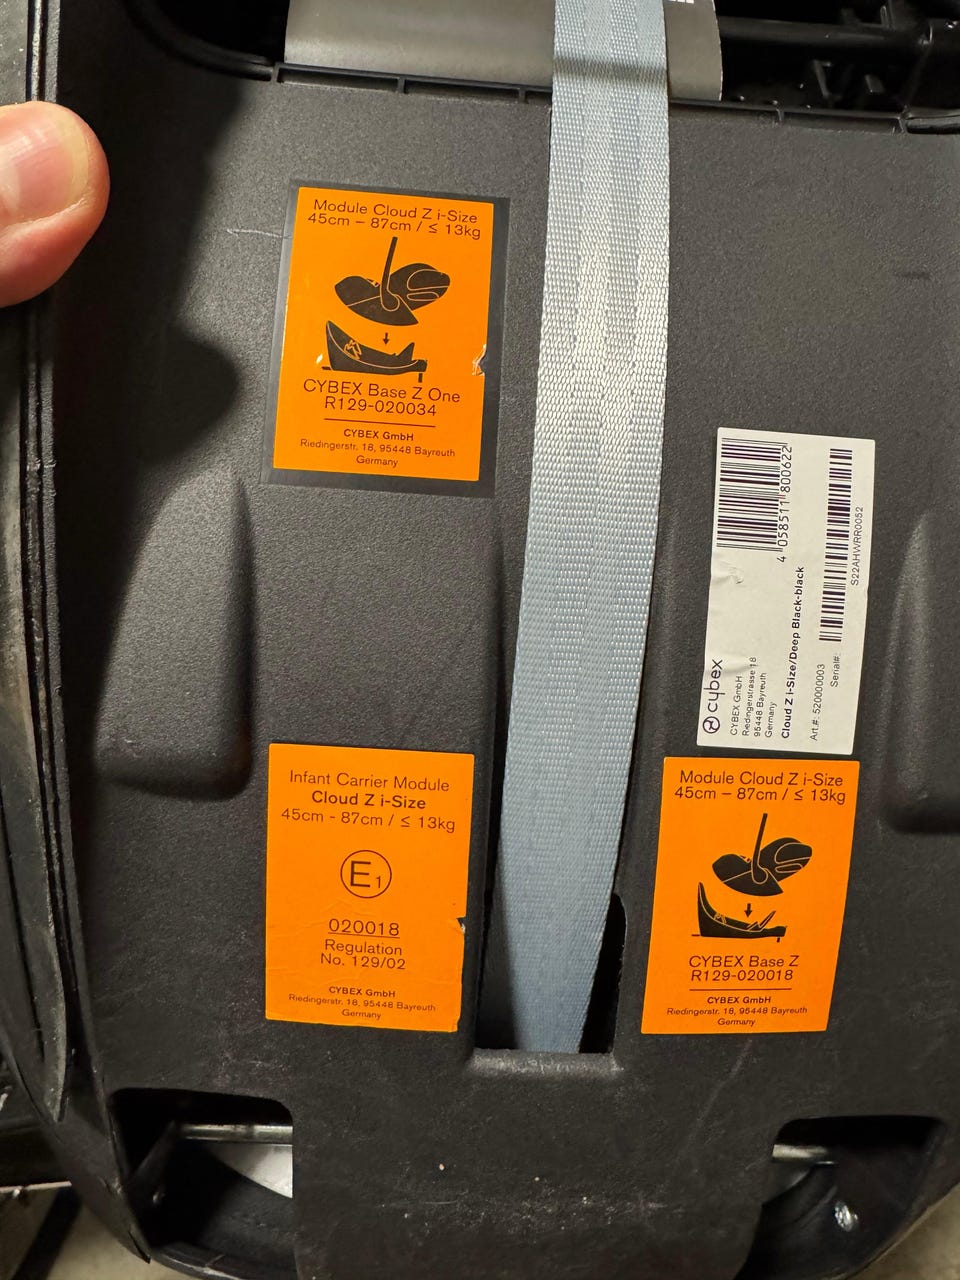 Module Cloud Z i-Size
45cm – 87cm / ≤ 13kg
CYBEX Base Z One
R129-020034
CYBEX GmbH
Riedingerstr. 18, 95448 Bayreuth
Germany
4 058511 800622
S22AHWRR0052
cybex
CYBEX GmbH
Riedingerstrasse 18
95448 Bayreuth
Germany
Cloud Z i-Size/Deep Black-black
Art.#: 520000003
Serial#:
Infant Carrier Module
Cloud Z i-Size
45cm - 87cm / ≤ 13kg
E1
020018
Regulation
No. 129/02
CYBEX GmbH
Riedingerstr. 18, 95448 Bayreuth
Germany
Module Cloud Z i-Size
45cm – 87cm / ≤ 13kg
CYBEX Base Z
R129-020018
CYBEX GmbH
Riedingerstr. 18, 95448 Bayreuth
Germany